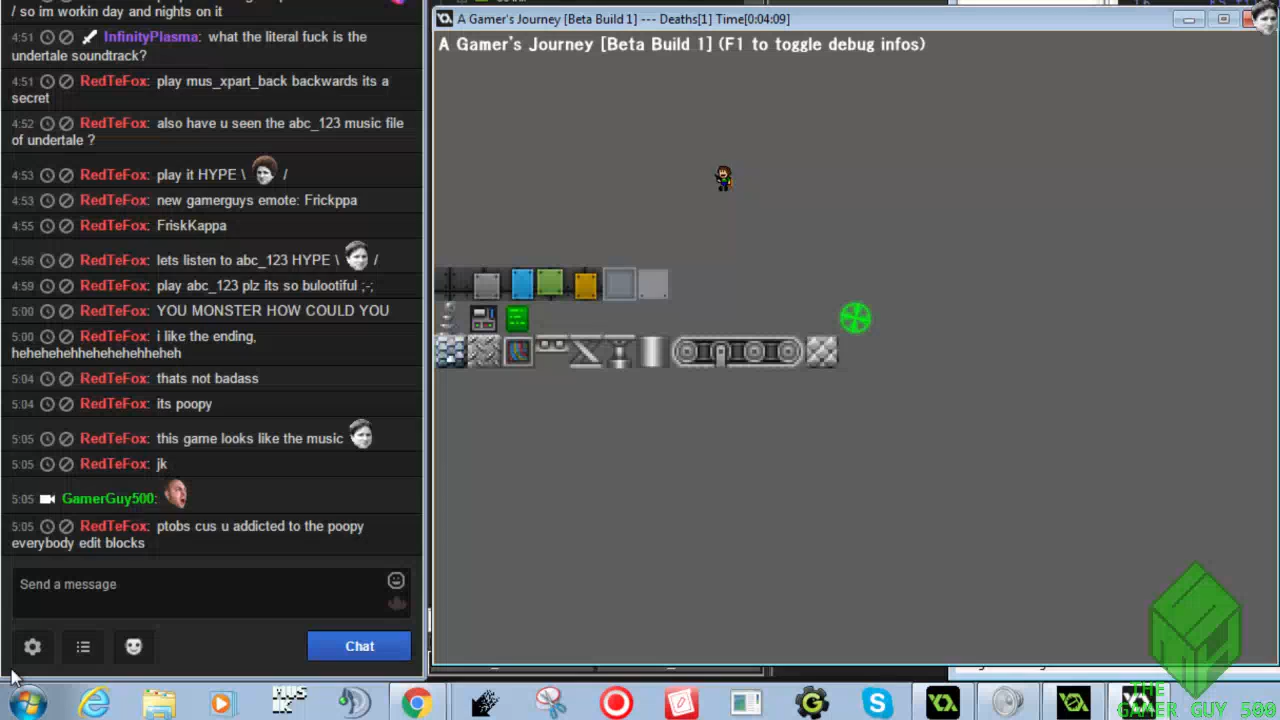 / so im workin day and nights on it
4:51 InfinityPlasma: what the literal fuck is the
undertale soundtrack?
4:51 RedTeFox: play mus_xpart_back backwards its a
secret
4:52 RedTeFox: also have u seen the abc_123 music file
of undertale ?
4:53 RedTeFox: play it HYPE \ /
4:53 RedTeFox: new gamerguys emote: Frickppa
4:55 RedTeFox: FriskKappa
4:56 RedTeFox: lets listen to abc_123 HYPE \ /
4:59 RedTeFox: play abc_123 plz its so bulootiful ;-;
5:00 RedTeFox: YOU MONSTER HOW COULD YOU
5:00 RedTeFox: i like the ending,
hehehehehhehehehehheheh
5:04 RedTeFox: thats not badass
5:04 RedTeFox: its poopy
5:05 RedTeFox: this game looks like the music
5:05 RedTeFox: jk
5:05 GamerGuy500:
5:05 RedTeFox: ptobs cus u addicted to the poopy
everybody edit blocks
Send a message
Chat
A Gamer's Journey [Beta Build 1] --- Deaths[1] Time[0:04:09]
A Gamer's Journey [Beta Build 1] (F1 to toggle debug infos)
THE
GAMER GUY 500